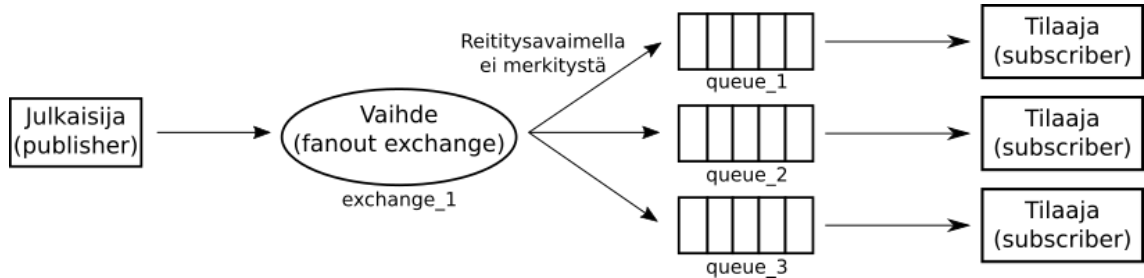 Julkaisija
(publisher)
Vaihde
(fanout exchange)
exchange_1
Reititysavaimella
ei merkitystä
queue_1
Tilaaja
(subscriber)
queue_2
Tilaaja
(subscriber)
queue_3
Tilaaja
(subscriber)